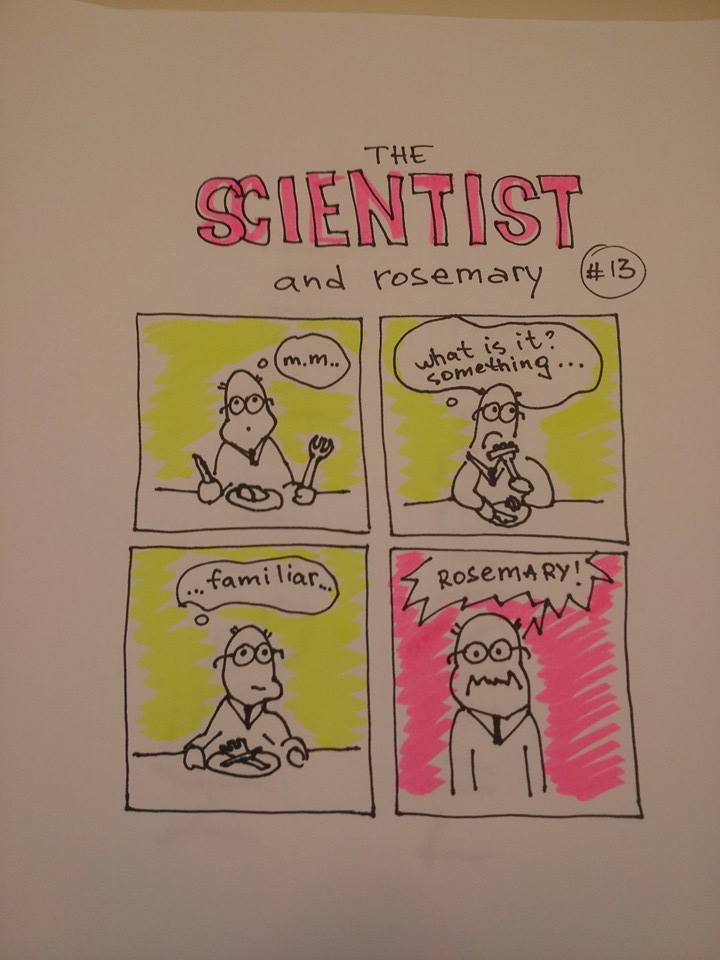 THE
SCIENTIST
and rosemary
#13
m.m..
what is it?
something...
...familiar...
ROSEMARY!